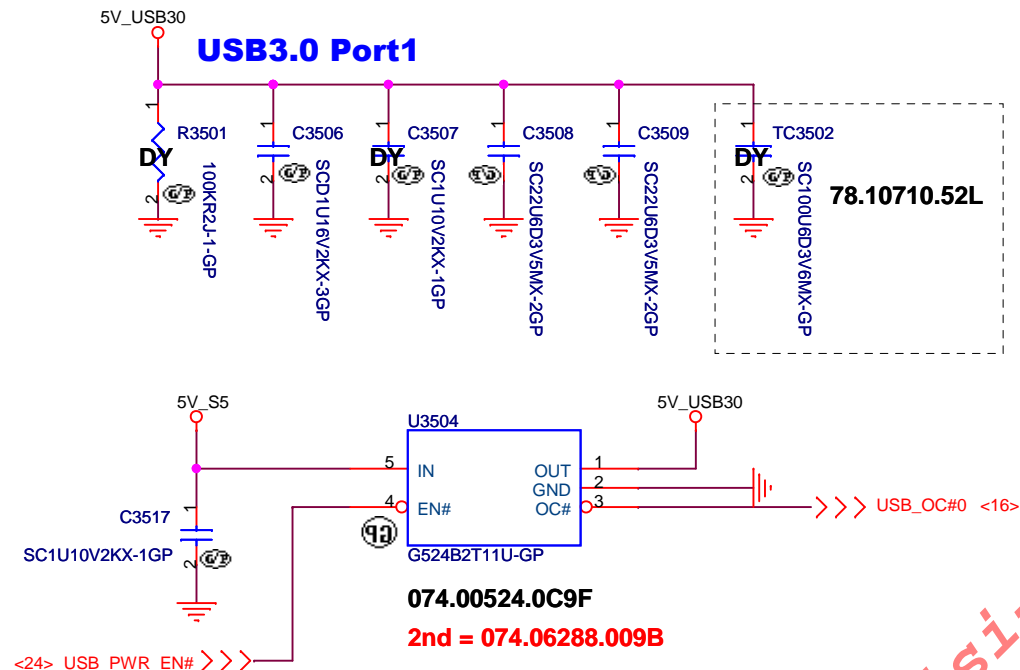 5V_USB30
USB3.0 Port1
1 1 1 1 1 1
R3501 C3506 C3507 C3508 C3509 TC3502
DY DY DY
2 2 2 2 2 2
G/P G/P G/P G/P G/P G/P
100KR2J-1-GP
SCD1U16V2KX-3GP
SC1U10V2KX-1GP
SC22U6D3V5MX-2GP
SC22U6D3V5MX-2GP
SC100U6D3V6MX-GP
78.10710.52L
5V_S5
5V_USB30
U3504
5 IN OUT 1
GND 2
4 EN# OC# 3
USB_OC#0 <16>
1
C3517
SC1U10V2KX-1GP
2 G/P
GP
G524B2T11U-GP
074.00524.0C9F
2nd = 074.06288.009B
<24> USB_PWR_EN#